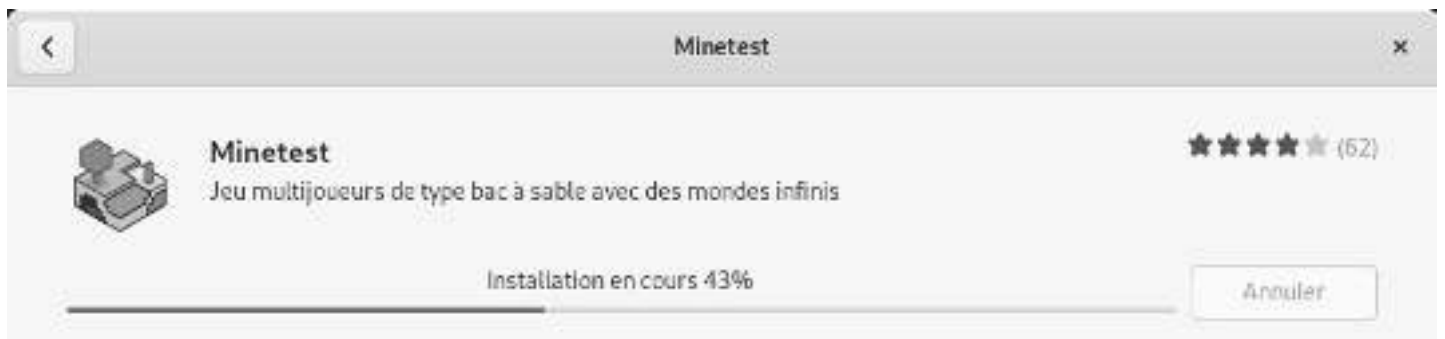 Minetest
Minetest
(62)
Jeu multijoueurs de type bac à sable avec des mondes infinis
Installation en cours 43%
Annuler